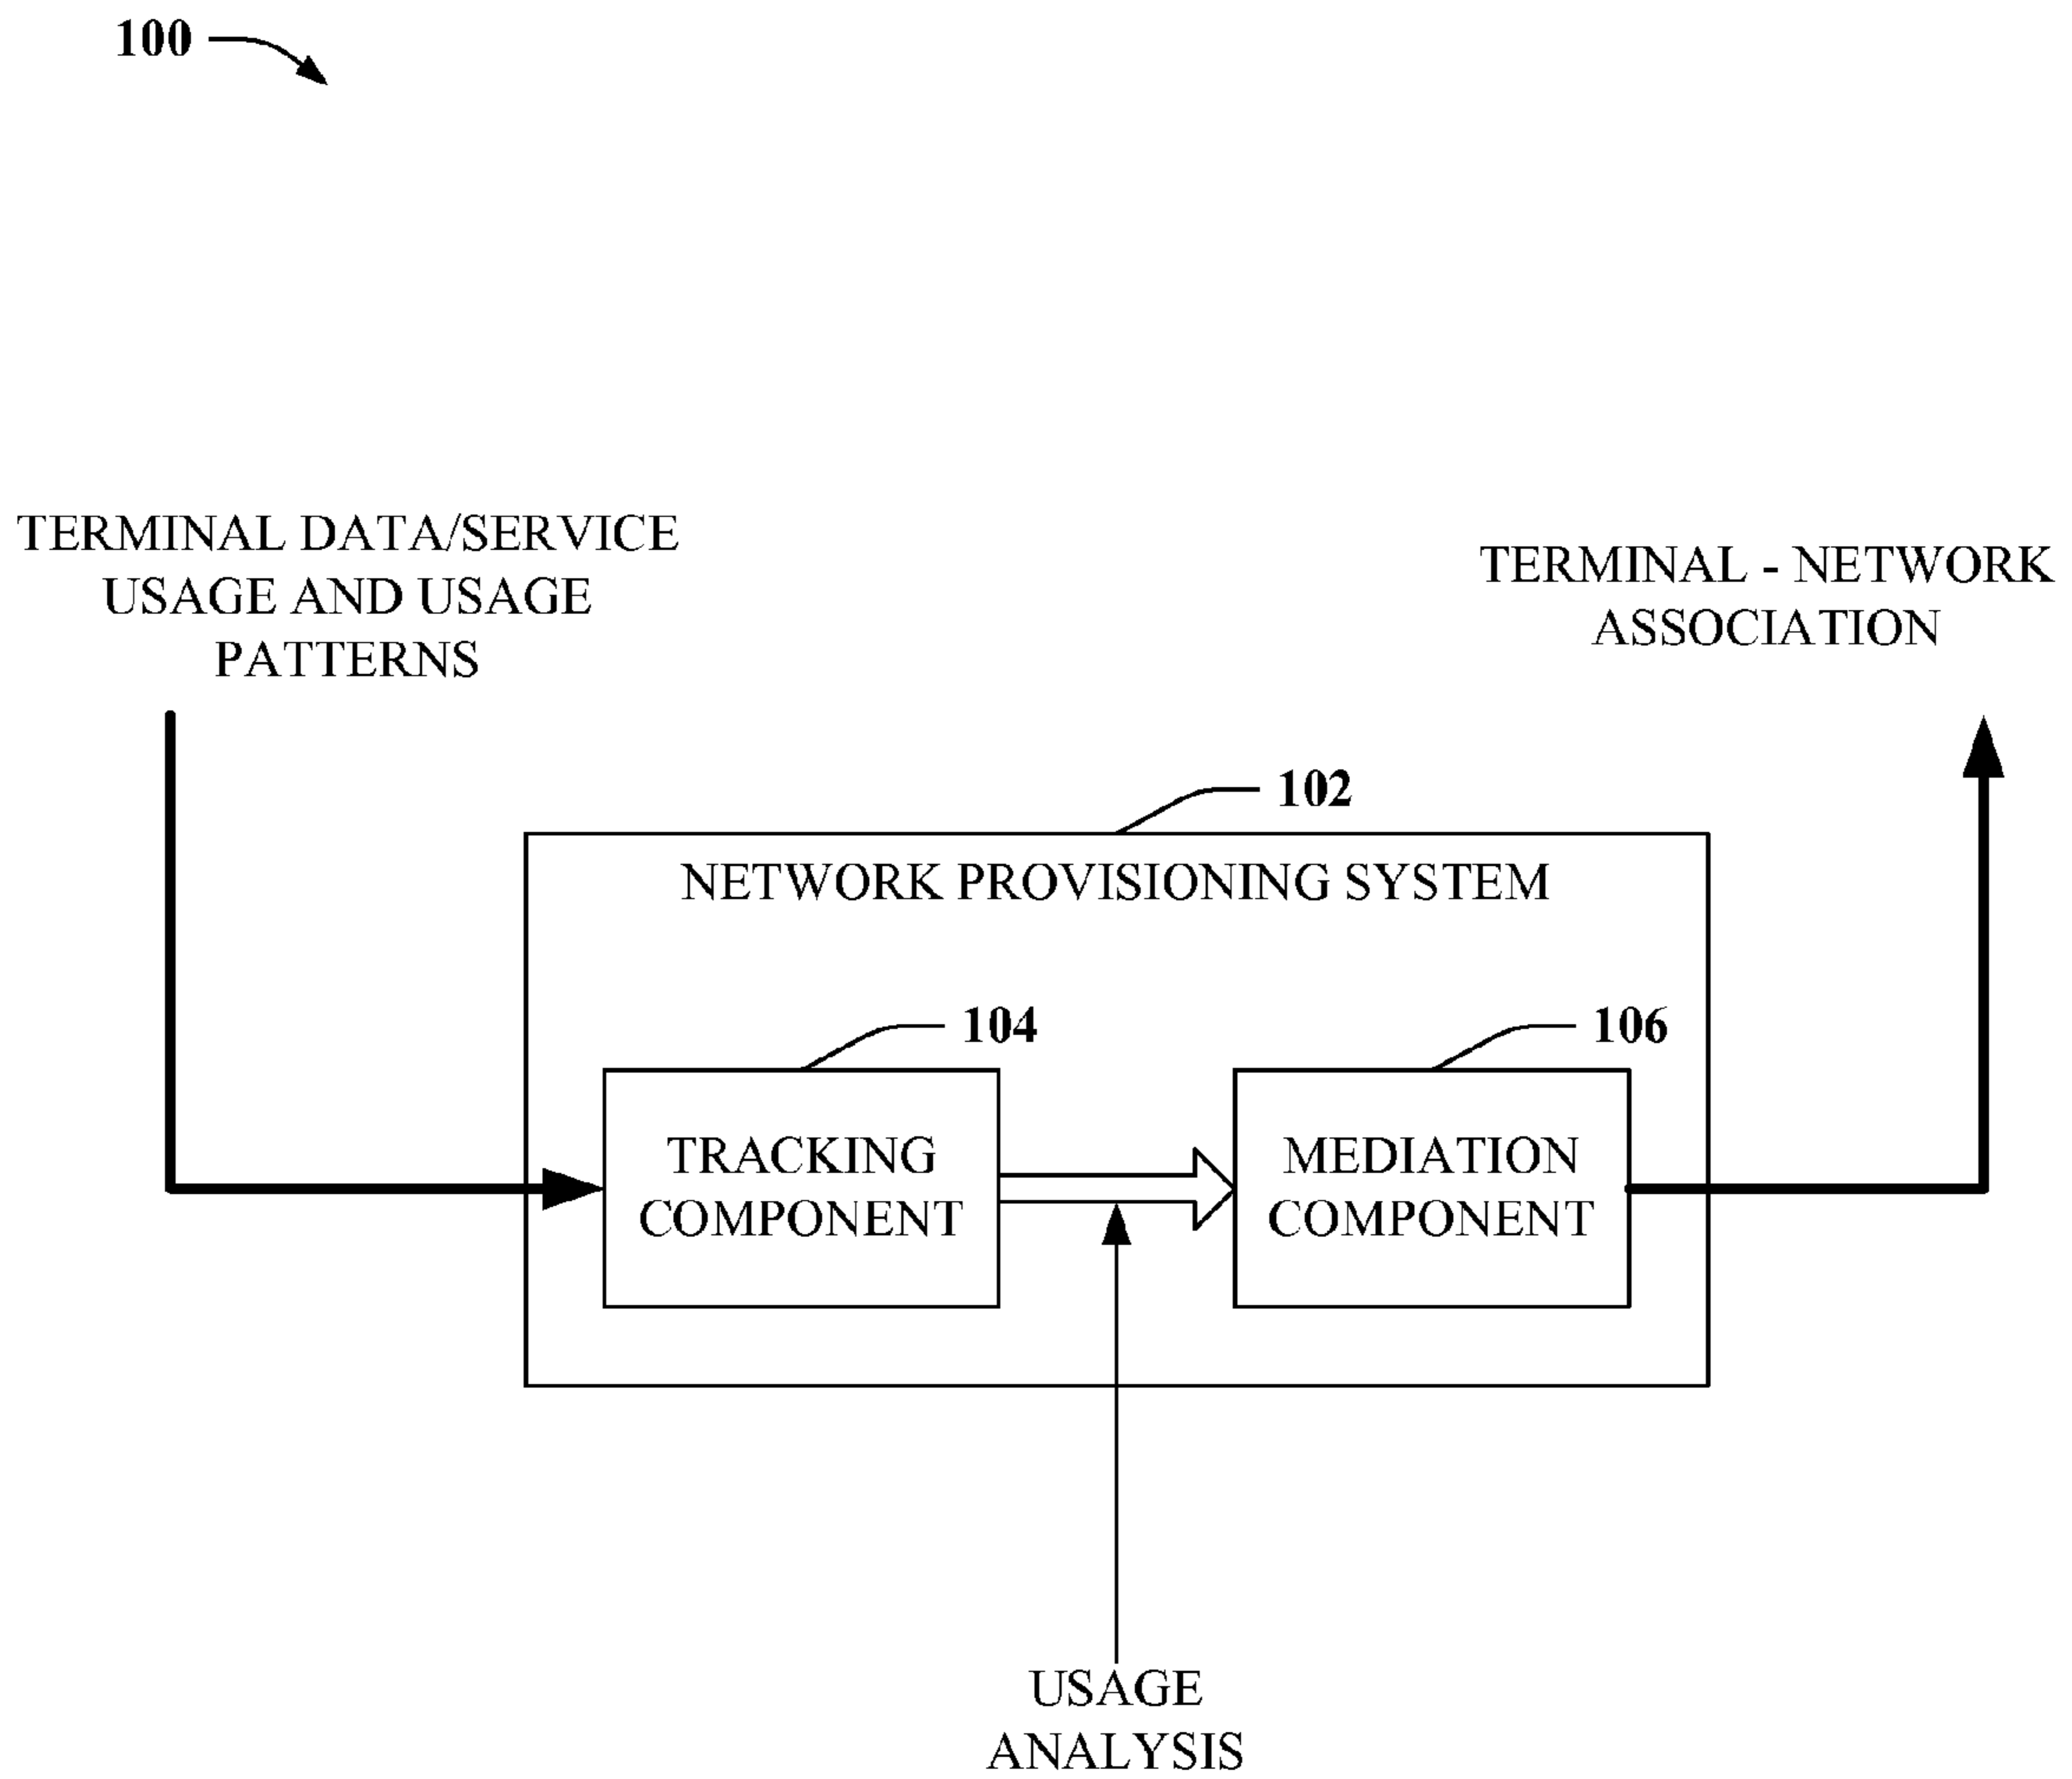 100
TERMINAL DATA/SERVICE
USAGE AND USAGE
PATTERNS
TERMINAL - NETWORK
ASSOCIATION
102
NETWORK PROVISIONING SYSTEM
104
106
TRACKING
COMPONENT
MEDIATION
COMPONENT
USAGE
ANALYSIS